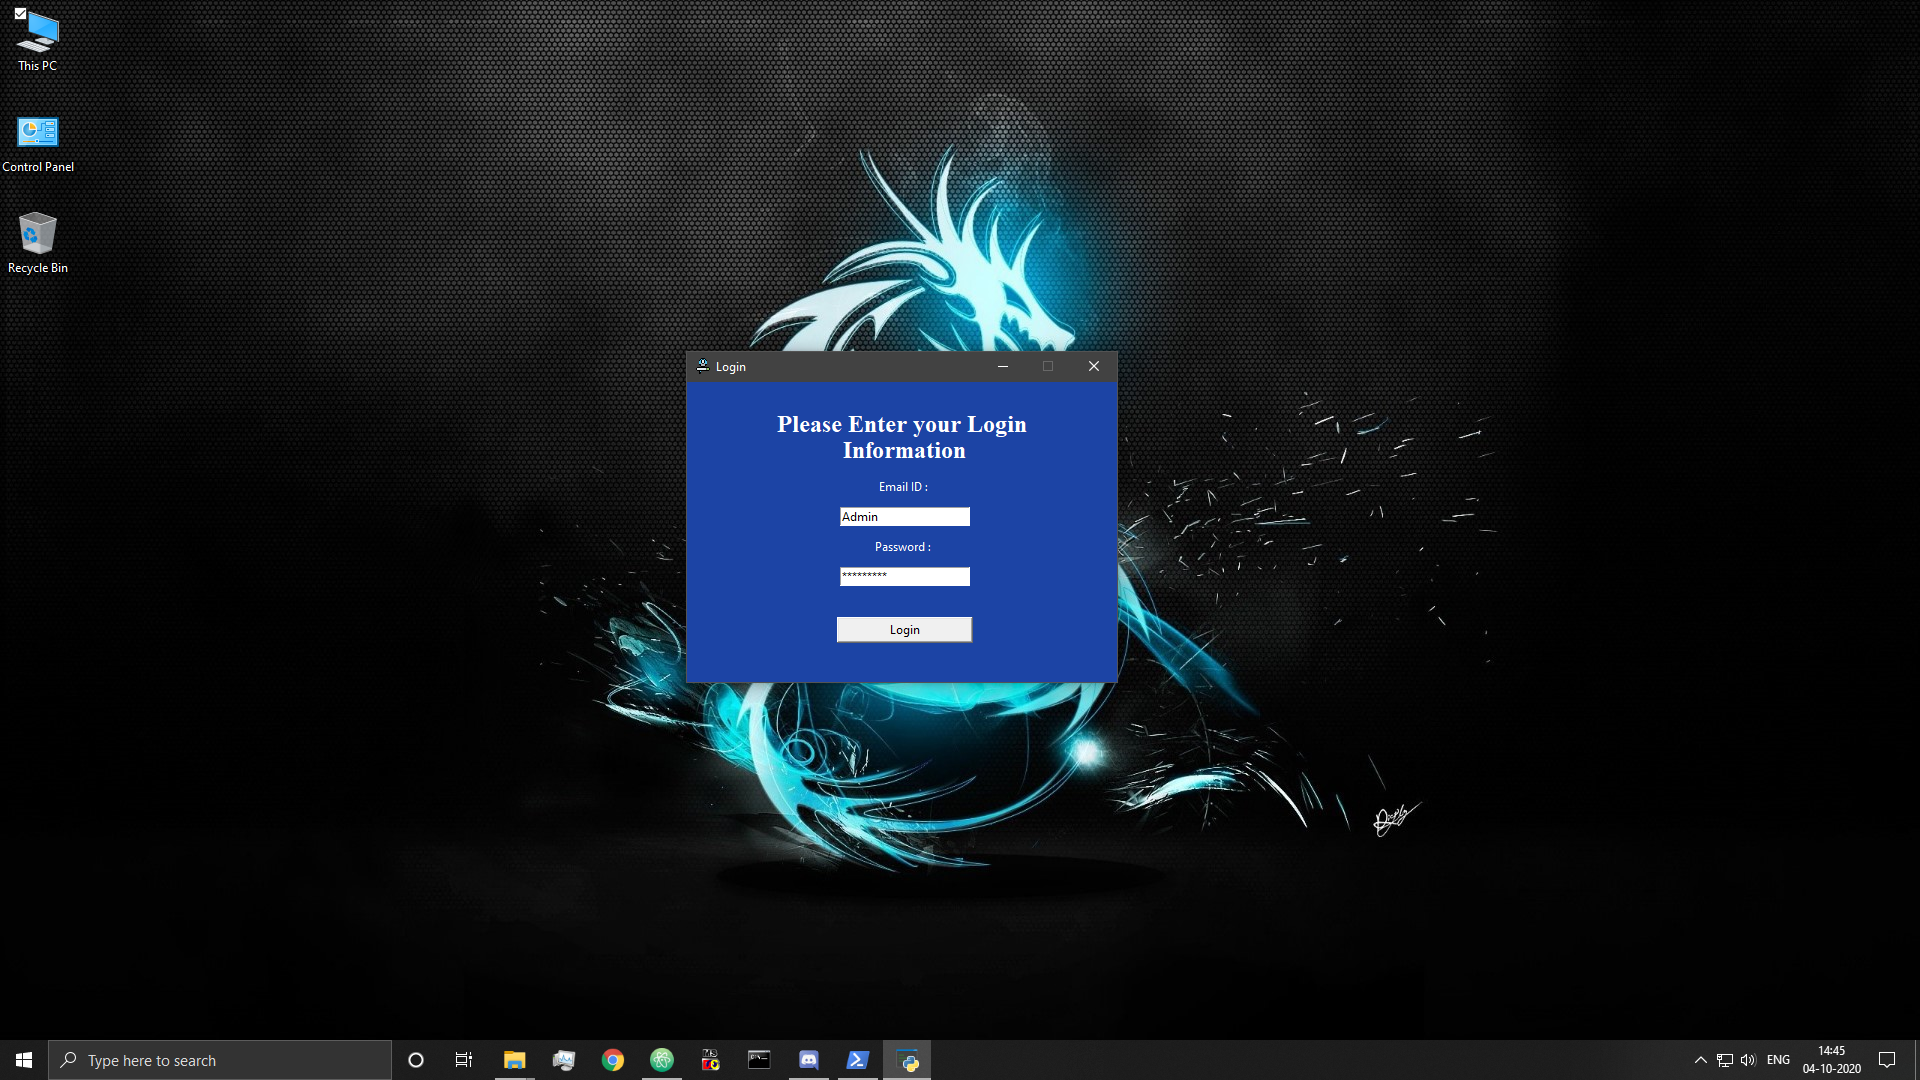 This PC
Control Panel
Recycle Bin
Login
Please Enter your Login
Information
Email ID :
Admin
Password :
*********
Login
Type here to search
ENG
14:45
04-10-2020